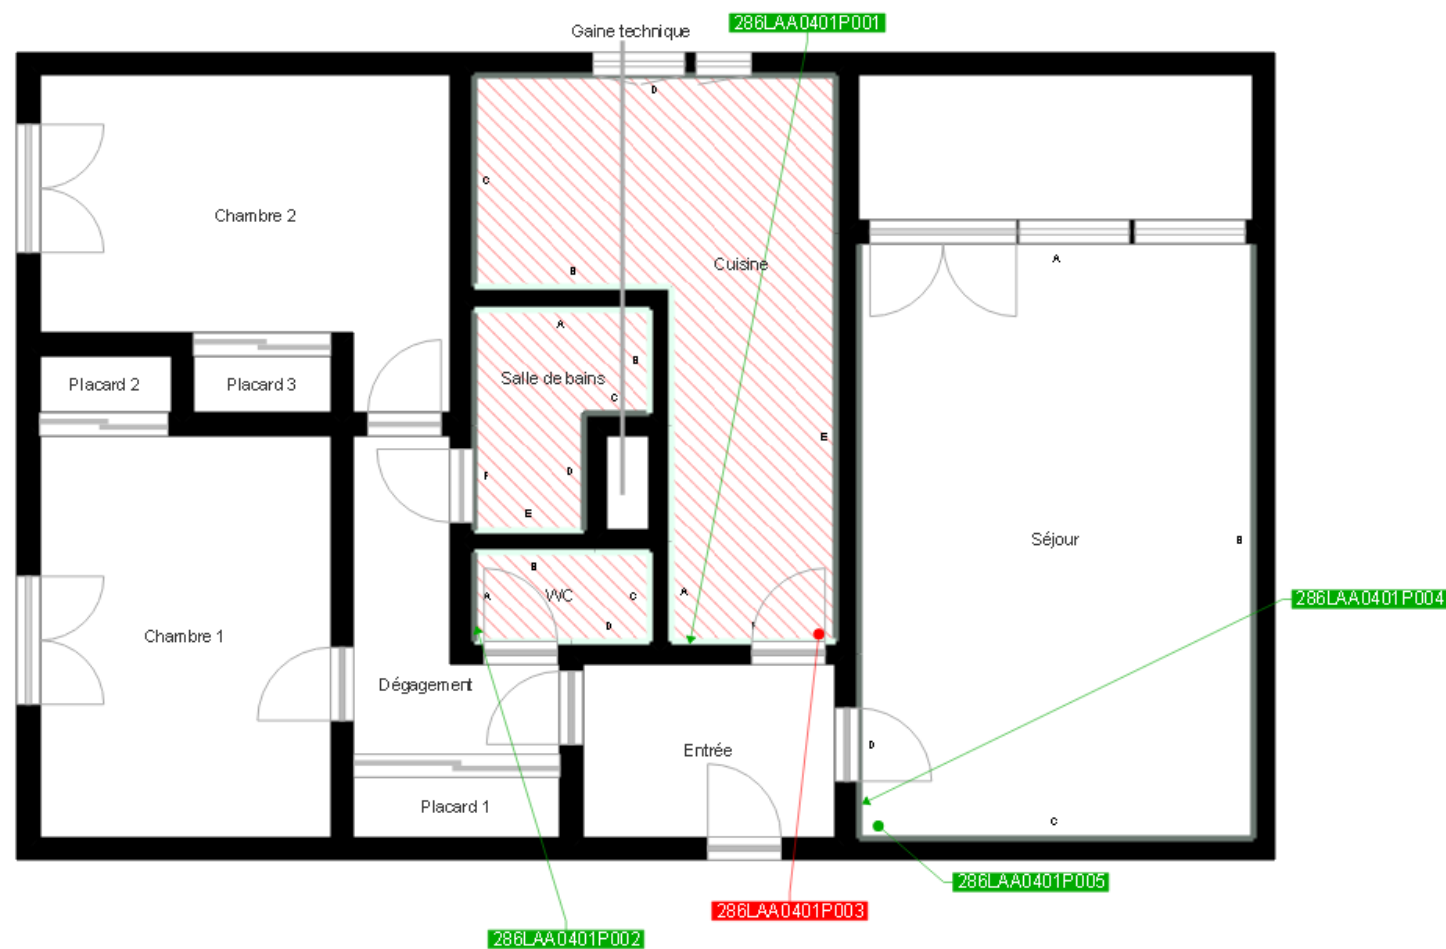 286LAA0401P001
Gaine technique
D
C
Chambre 2
B
Cuisine
A
A
B
Salle de bains
C
Placard 2
Placard 3
E
D
F
E
Séjour
B
B
A
WC
C
A
D
286LAA0401P004
Chambre 1
Dégagement
Entrée
D
Placard 1
C
286LAA0401P005
286LAA0401P003
286LAA0401P002